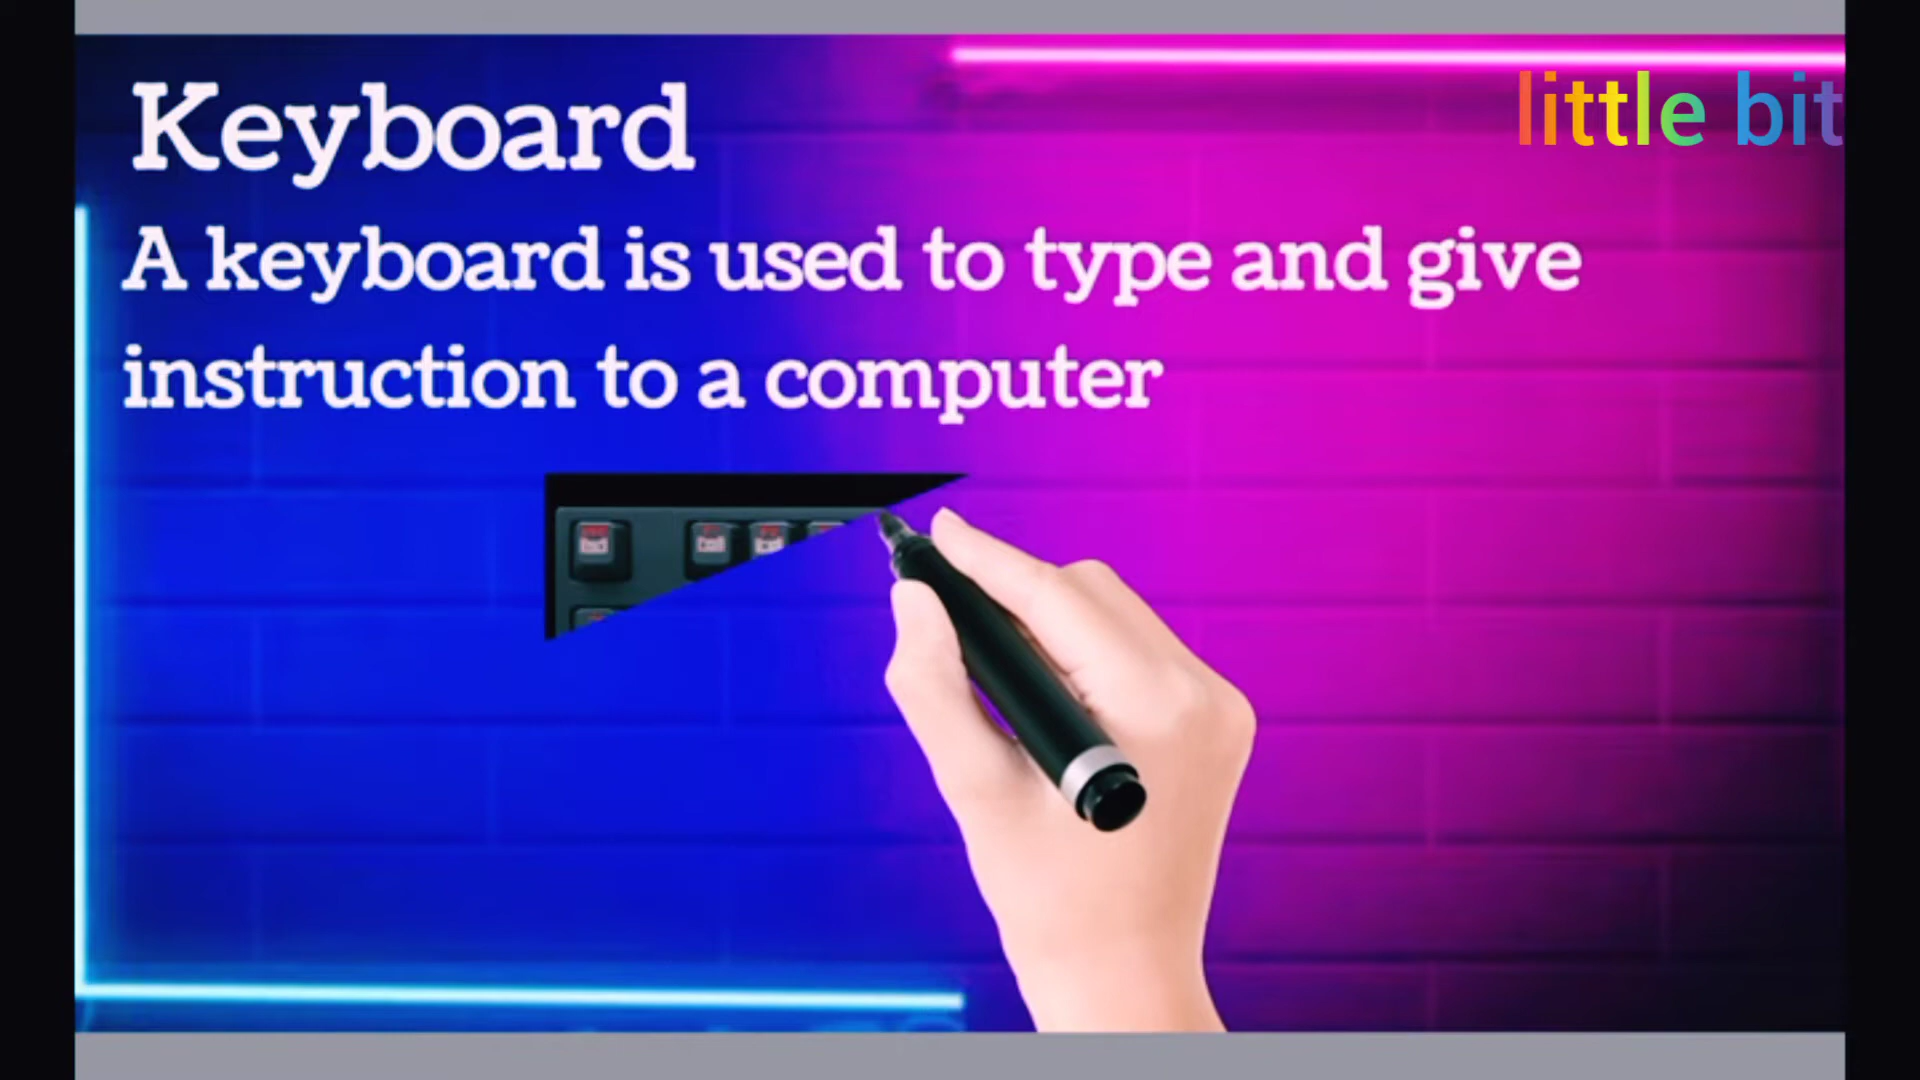 Keyboard
little bit
A keyboard is used to type and give
instruction to a computer